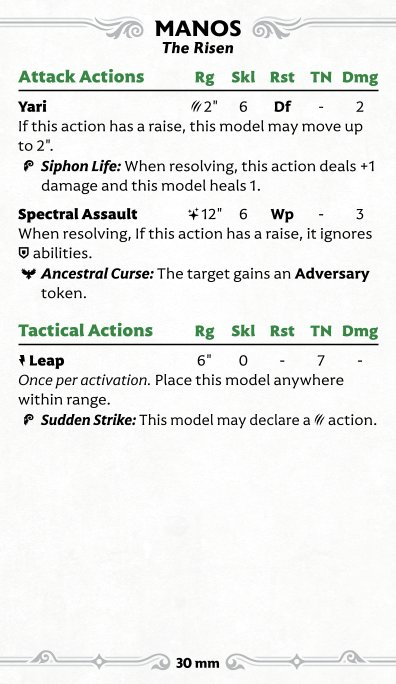 MANOS
The Risen
Attack Actions Rg Skl Rst TN Dmg
Yari 2" 6 Df - 2
If this action has a raise, this model may move up
to 2".
Siphon Life: When resolving, this action deals +1
damage and this model heals 1.
Spectral Assault 12" 6 Wp - 3
When resolving, If this action has a raise, it ignores
abilities.
Ancestral Curse: The target gains an Adversary
token.
Tactical Actions Rg Skl Rst TN Dmg
Leap 6" 0 - 7 -
Once per activation. Place this model anywhere
within range.
Sudden Strike: This model may declare a action.
30 mm